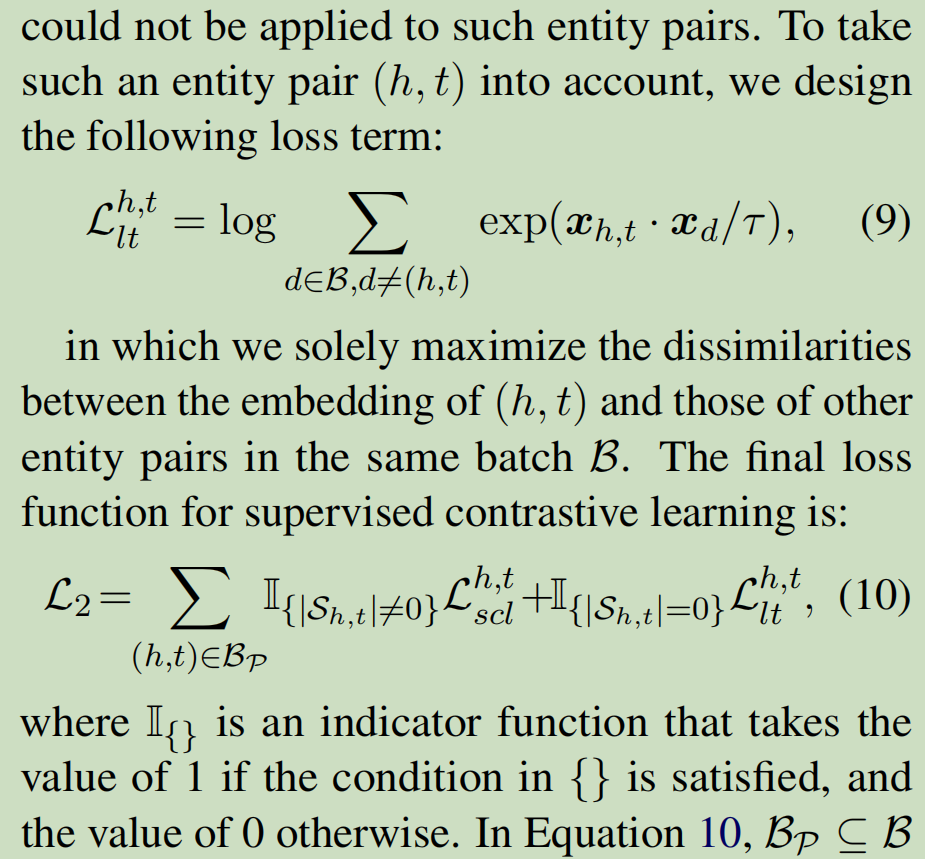 could not be applied to such entity pairs. To take
such an entity pair (h, t) into account, we design
the following loss term:
$\mathcal{L}_{lt}^{h,t} = \log \sum_{d \in \mathcal{B}, d \neq (h,t)} \exp(\boldsymbol{x}_{h,t} \cdot \boldsymbol{x}_d / \tau),$ (9)
in which we solely maximize the dissimilarities
between the embedding of (h, t) and those of other
entity pairs in the same batch $\mathcal{B}$. The final loss
function for supervised contrastive learning is:
$\mathcal{L}_2 = \sum_{(h,t) \in \mathcal{B}_{\mathcal{P}}} \mathbb{I}_{\{|\mathcal{S}_{h,t}| \neq 0\}} \mathcal{L}_{scl}^{h,t} + \mathbb{I}_{\{|\mathcal{S}_{h,t}| = 0\}} \mathcal{L}_{lt}^{h,t},$ (10)
where $\mathbb{I}_{\{\}}$ is an indicator function that takes the
value of 1 if the condition in {} is satisfied, and
the value of 0 otherwise. In Equation 10, $\mathcal{B}_{\mathcal{P}} \subseteq \mathcal{B}$